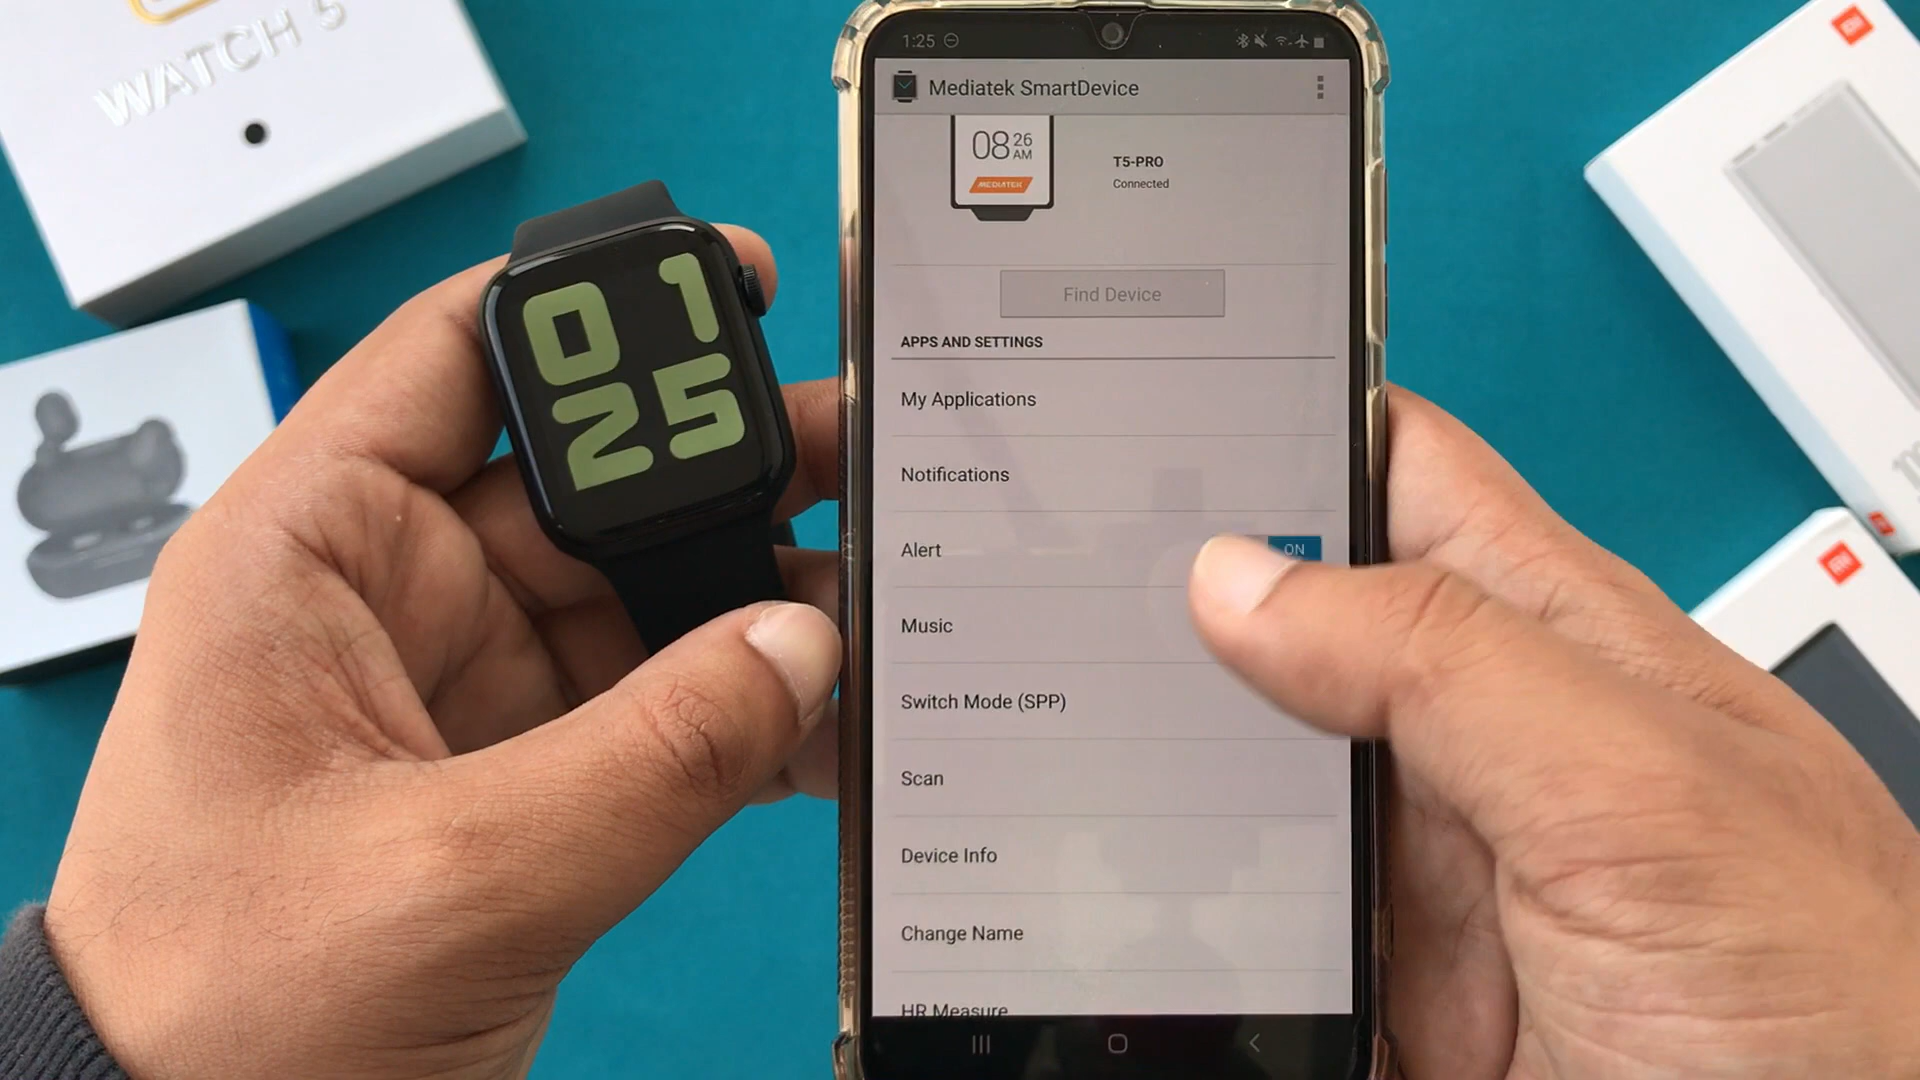 WATCH 5
01
25
1:25
Mediatek SmartDevice
08 26
AM
MEDIATEK
T5-PRO
Connected
Find Device
APPS AND SETTINGS
My Applications
Notifications
Alert
ON
Music
Switch Mode (SPP)
Scan
Device Info
Change Name
HR Measure